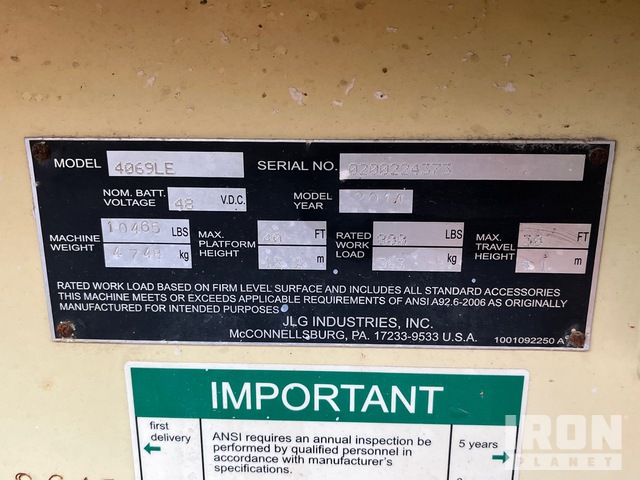 MODEL 4069LE SERIAL NO. 0200224373
NOM. BATT. VOLTAGE 48 V.D.C. MODEL YEAR 2014
MACHINE WEIGHT 10465 LBS 4748 kg
MAX. PLATFORM HEIGHT 40 FT m
RATED WORK LOAD LBS kg
MAX. TRAVEL HEIGHT FT m
RATED WORK LOAD BASED ON FIRM LEVEL SURFACE AND INCLUDES ALL STANDARD ACCESSORIES
THIS MACHINE MEETS OR EXCEEDS APPLICABLE REQUIREMENTS OF ANSI A92.6-2006 AS ORIGINALLY
MANUFACTURED FOR INTENDED PURPOSES
JLG INDUSTRIES, INC.
McCONNELLSBURG, PA. 17233-9533 U.S.A.
1001092250 A
IMPORTANT
first
delivery
ANSI requires an annual inspection be
performed by qualified personnel in
accordance with manufacturer's
specifications.
5 years
IRON
PLANET